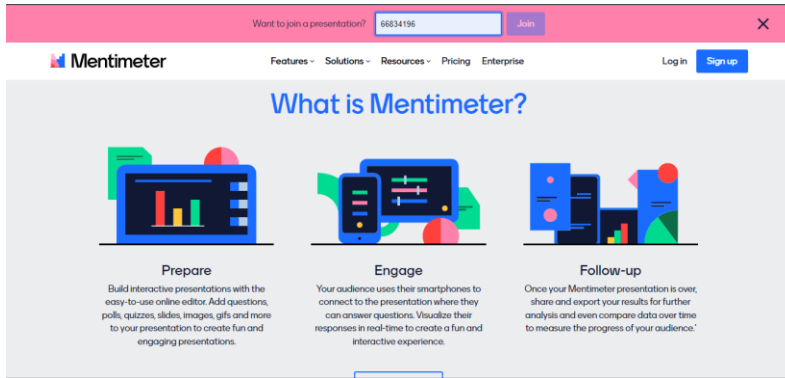 Want to join a presentation? 66834196 Join
Mentimeter Features Solutions Resources Pricing Enterprise Log in Sign up
What is Mentimeter?
Prepare
Build interactive presentations with the
easy-to-use online editor. Add questions,
polls, quizzes, slides, images, gifs and more
to your presentation to create fun and
engaging presentations.
Engage
Your audience uses their smartphones to
connect to the presentation where they
can answer questions. Visualize their
responses in real-time to create a fun and
interactive experience.
Follow-up
Once your Mentimeter presentation is over,
share and export your results for further
analysis and even compare data over time
to measure the progress of your audience.*